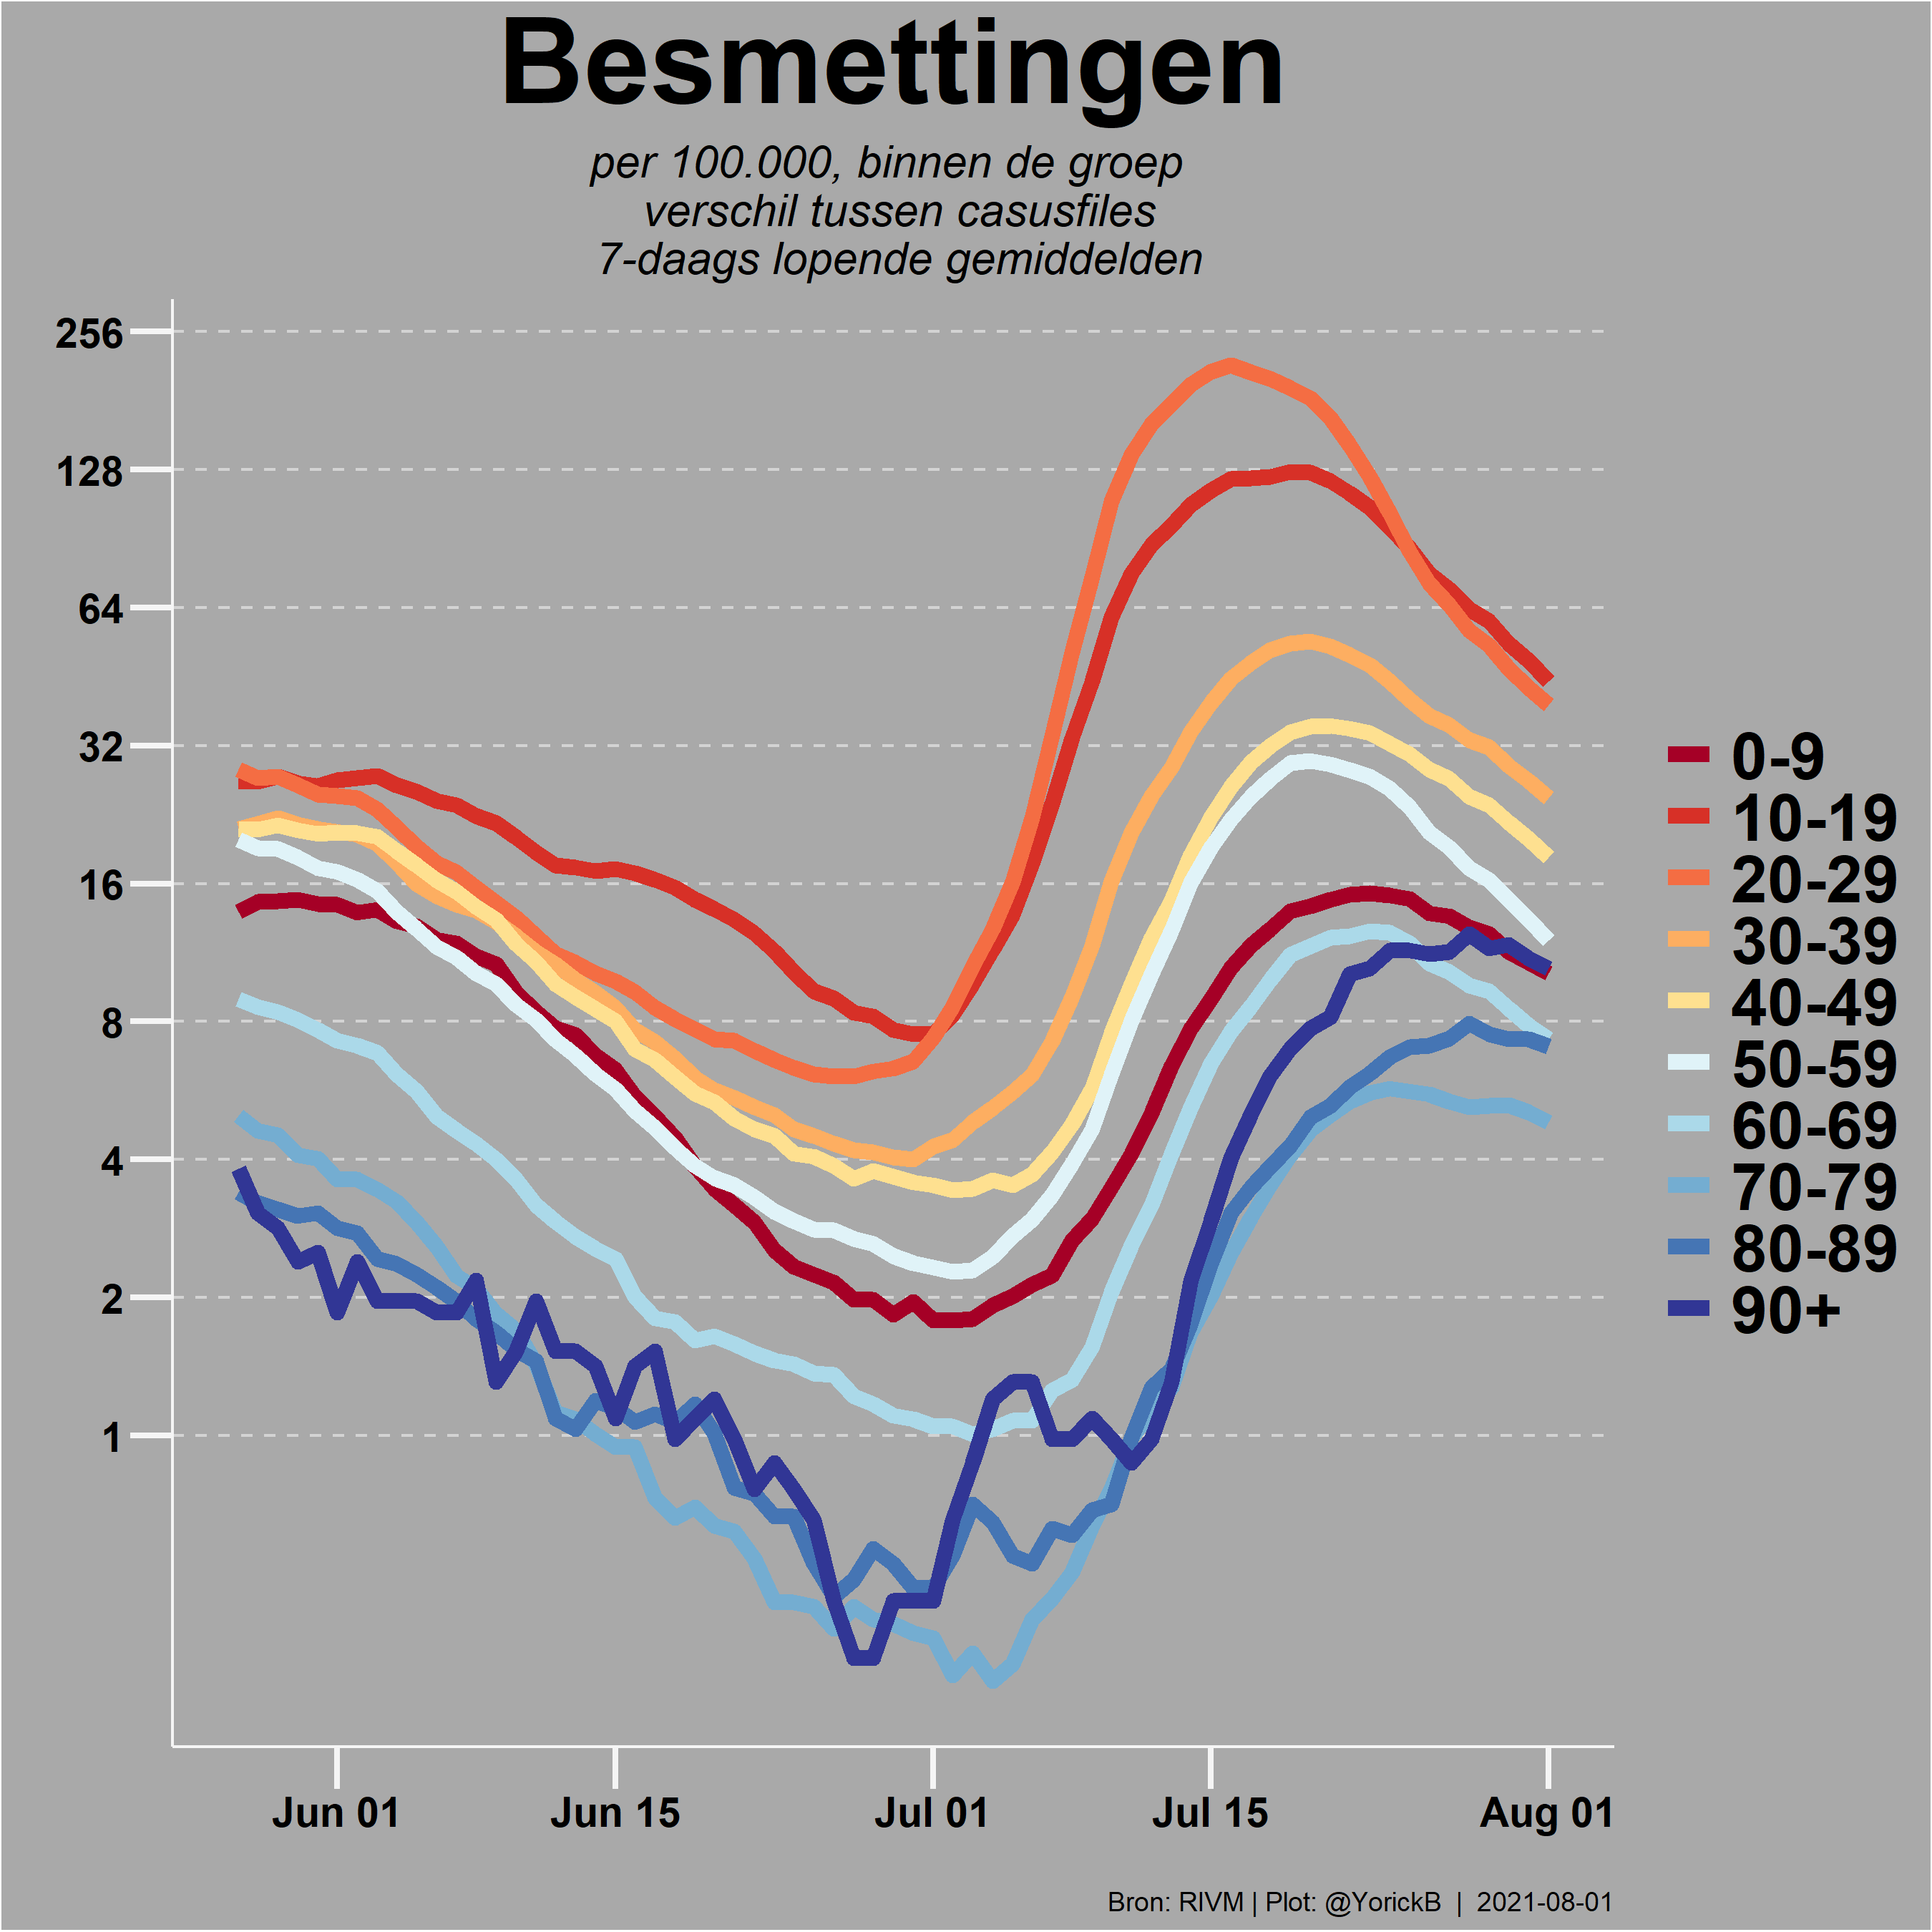 Besmettingen
per 100.000, binnen de groep
verschil tussen casusfiles
7-daags lopende gemiddelden
256
128
64
32
16
8
4
2
1
Jun 01
Jun 15
Jul 01
Jul 15
Aug 01
0-9
10-19
20-29
30-39
40-49
50-59
60-69
70-79
80-89
90+
Bron: RIVM | Plot: @YorickB | 2021-08-01